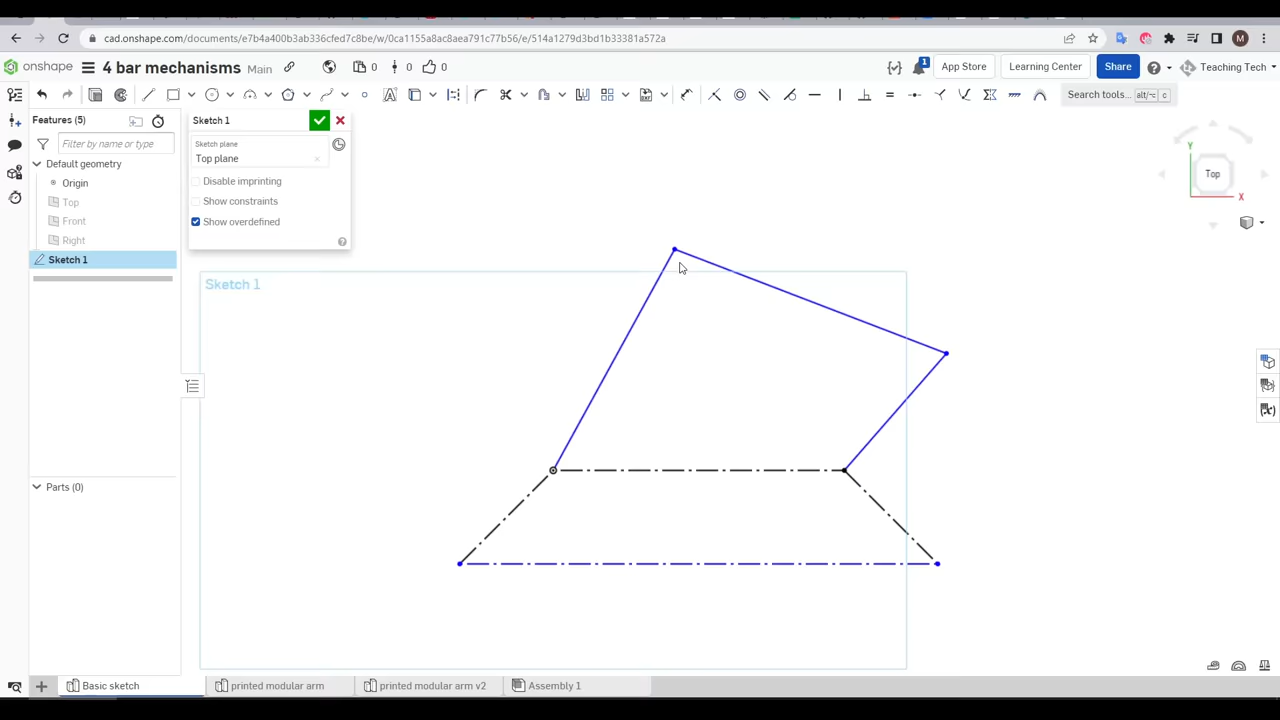 cad.onshape.com/documents/e7b4a400b3ab336cfed7c8be/w/0ca1155a8ac8aea791c77b56/e/514a1279d3bd1b33381a572a
M
onshape
4 bar mechanisms
Main
0
0
0
1
App Store
Learning Center
Share
Teaching Tech
Search tools...
alt/⌥
c
Features (5)
Filter by name or type
Default geometry
Origin
Top
Front
Right
Sketch 1
Parts (0)
Sketch 1
Sketch plane
Top plane
Disable imprinting
Show constraints
Show overdefined
Sketch 1
Y
Top
X
Basic sketch
printed modular arm
printed modular arm v2
Assembly 1